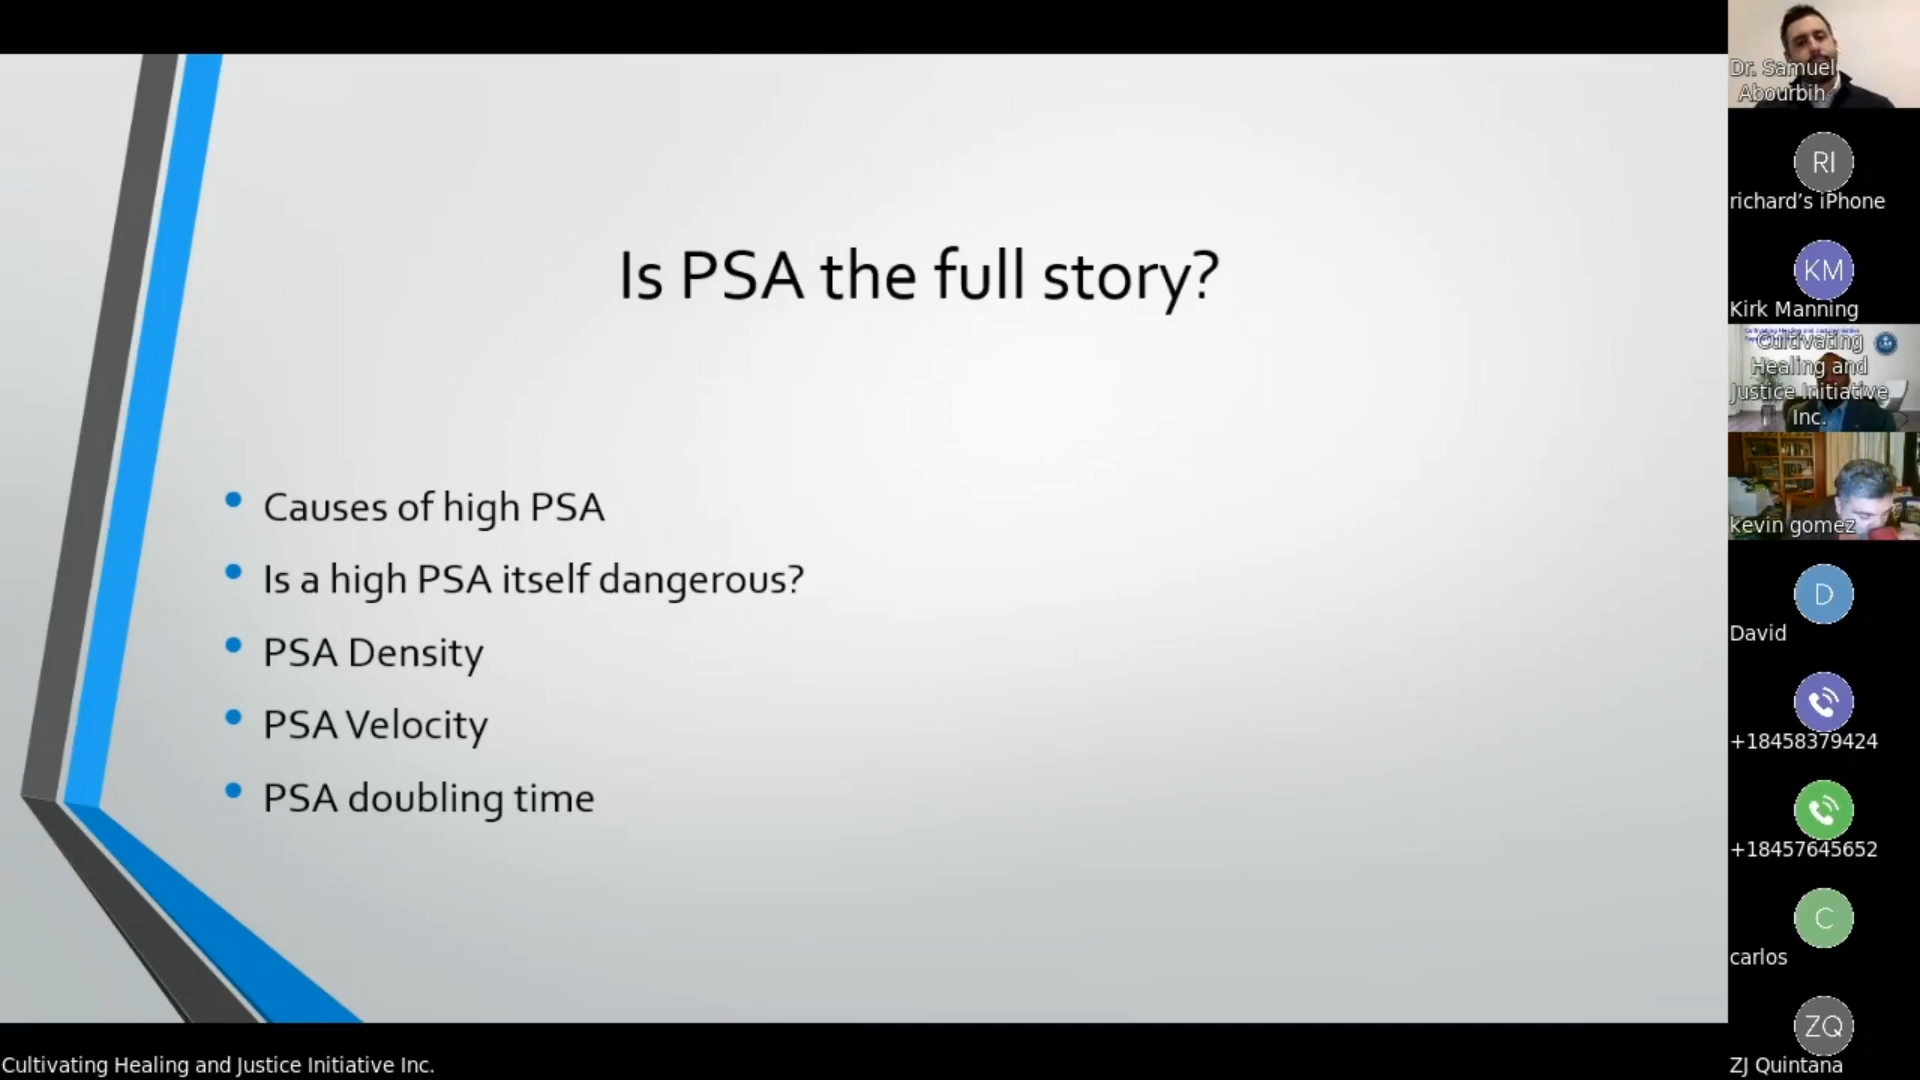 Is PSA the full story?
Causes of high PSA
Is a high PSA itself dangerous?
PSA Density
PSA Velocity
PSA doubling time
Cultivating Healing and Justice Initiative Inc.
Dr. Samuel
Abourbih
RI
richard’s iPhone
KM
Kirk Manning
Cultivating
Healing and
Justice Initiative
Inc.
kevin gomez
D
David
+18458379424
+18457645652
C
carlos
ZQ
ZJ Quintana